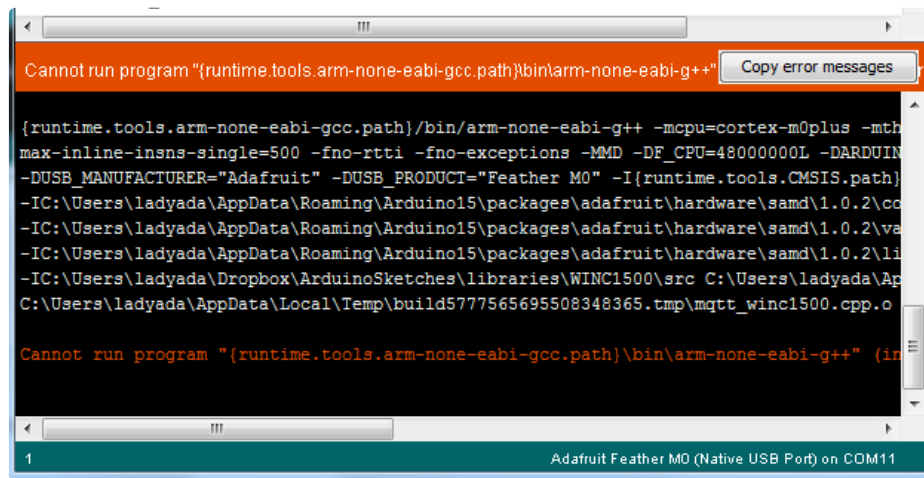 Cannot run program "{runtime.tools.arm-none-eabi-gcc.path}\bin\arm-none-eabi-g++"
Copy error messages
{runtime.tools.arm-none-eabi-gcc.path}/bin/arm-none-eabi-g++ -mcpu=cortex-m0plus -mth
max-inline-insns-single=500 -fno-rtti -fno-exceptions -MMD -DF_CPU=48000000L -DARDUIN
-DUSB_MANUFACTURER="Adafruit" -DUSB_PRODUCT="Feather M0" -I{runtime.tools.CMSIS.path}
-IC:\Users\ladyada\AppData\Roaming\Arduino15\packages\adafruit\hardware\samd\1.0.2\co
-IC:\Users\ladyada\AppData\Roaming\Arduino15\packages\adafruit\hardware\samd\1.0.2\va
-IC:\Users\ladyada\AppData\Roaming\Arduino15\packages\adafruit\hardware\samd\1.0.2\li
-IC:\Users\ladyada\Dropbox\ArduinoSketches\libraries\WINC1500\src C:\Users\ladyada\Ap
C:\Users\ladyada\AppData\Local\Temp\build5777565695508348365.tmp\mqtt_winc1500.cpp.o
Cannot run program "{runtime.tools.arm-none-eabi-gcc.path}\bin\arm-none-eabi-g++" (in
1
Adafruit Feather M0 (Native USB Port) on COM11